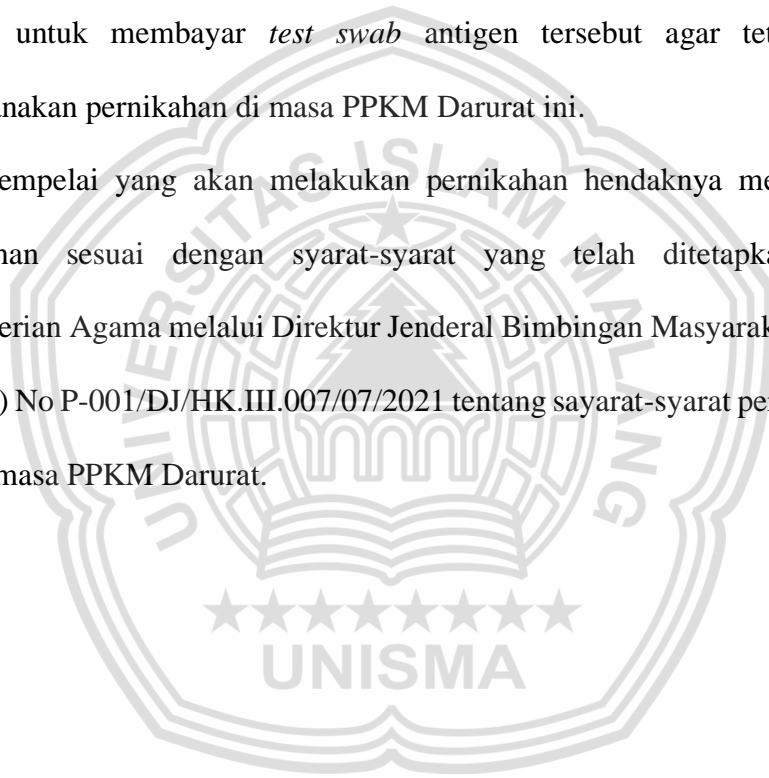 untuk membayar test swab antigen tersebut agar tet
nakan pernikahan di masa PPKM Darurat ini.
empelai yang akan melakukan pernikahan hendaknya me
an sesuai dengan syarat-syarat yang telah ditetapka
erian Agama melalui Direktur Jenderal Bimbingan Masyarak
) No P-001/DJ/HK.III.007/07/2021 tentang sayarat-syarat pe
masa PPKM Darurat.
UNIVERSITAS ISLAM MALANG
UNISMA